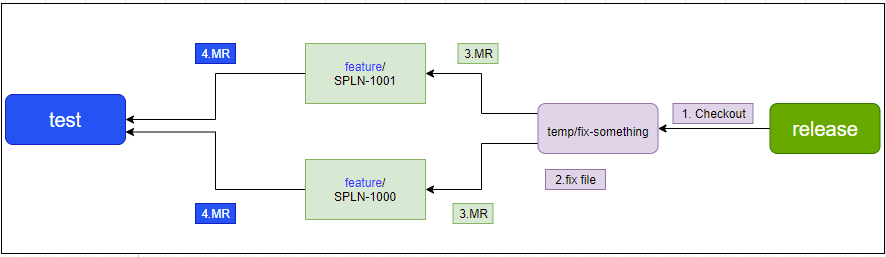 4.MR
feature/
SPLN-1001
3.MR
test
temp/fix-something
1. Checkout
release
2.fix file
feature/
SPLN-1000
4.MR
3.MR